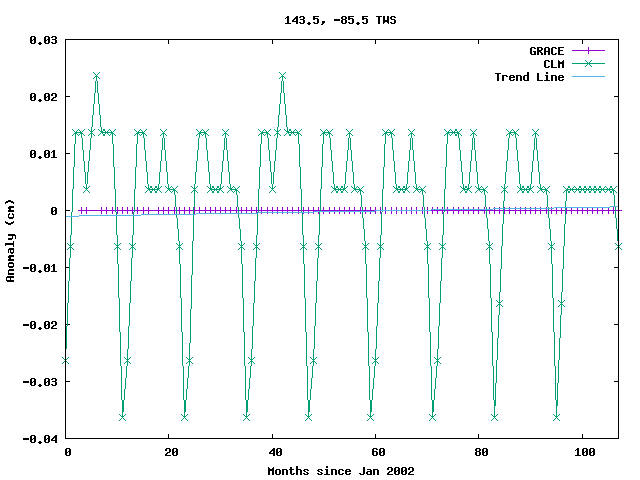 143.5, -85.5 TWS
GRACE
CLM
Trend Line
0.03
0.02
0.01
0
-0.01
-0.02
-0.03
-0.04
Anomaly (cm)
0 20 40 60 80 100
Months since Jan 2002